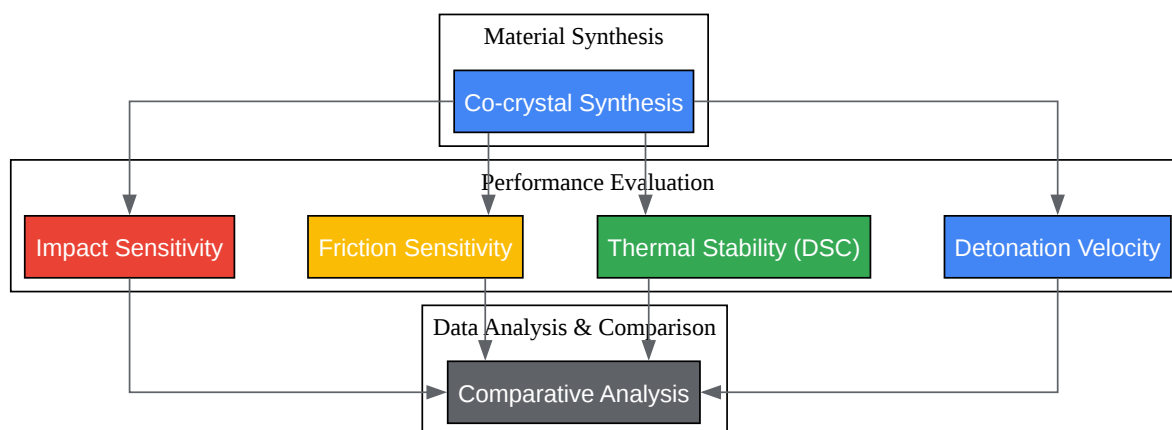 Material Synthesis
Co-crystal Synthesis
Performance Evaluation
Impact Sensitivity
Friction Sensitivity
Thermal Stability (DSC)
Detonation Velocity
Data Analysis & Comparison
Comparative Analysis